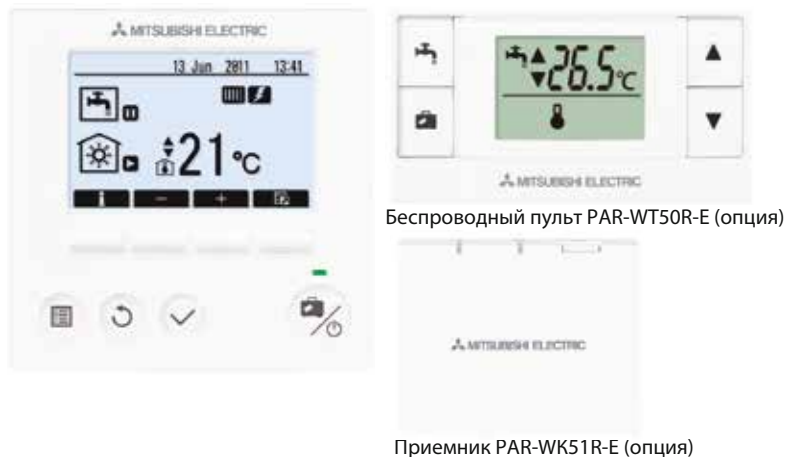 MITSUBISHI ELECTRIC
13 Jun 2011 13:41
21 °C
i - +
26.5 °C
MITSUBISHI ELECTRIC
Беспроводный пульт PAR-WT50R-E (опция)
MITSUBISHI ELECTRIC
Приемник PAR-WK51R-E (опция)